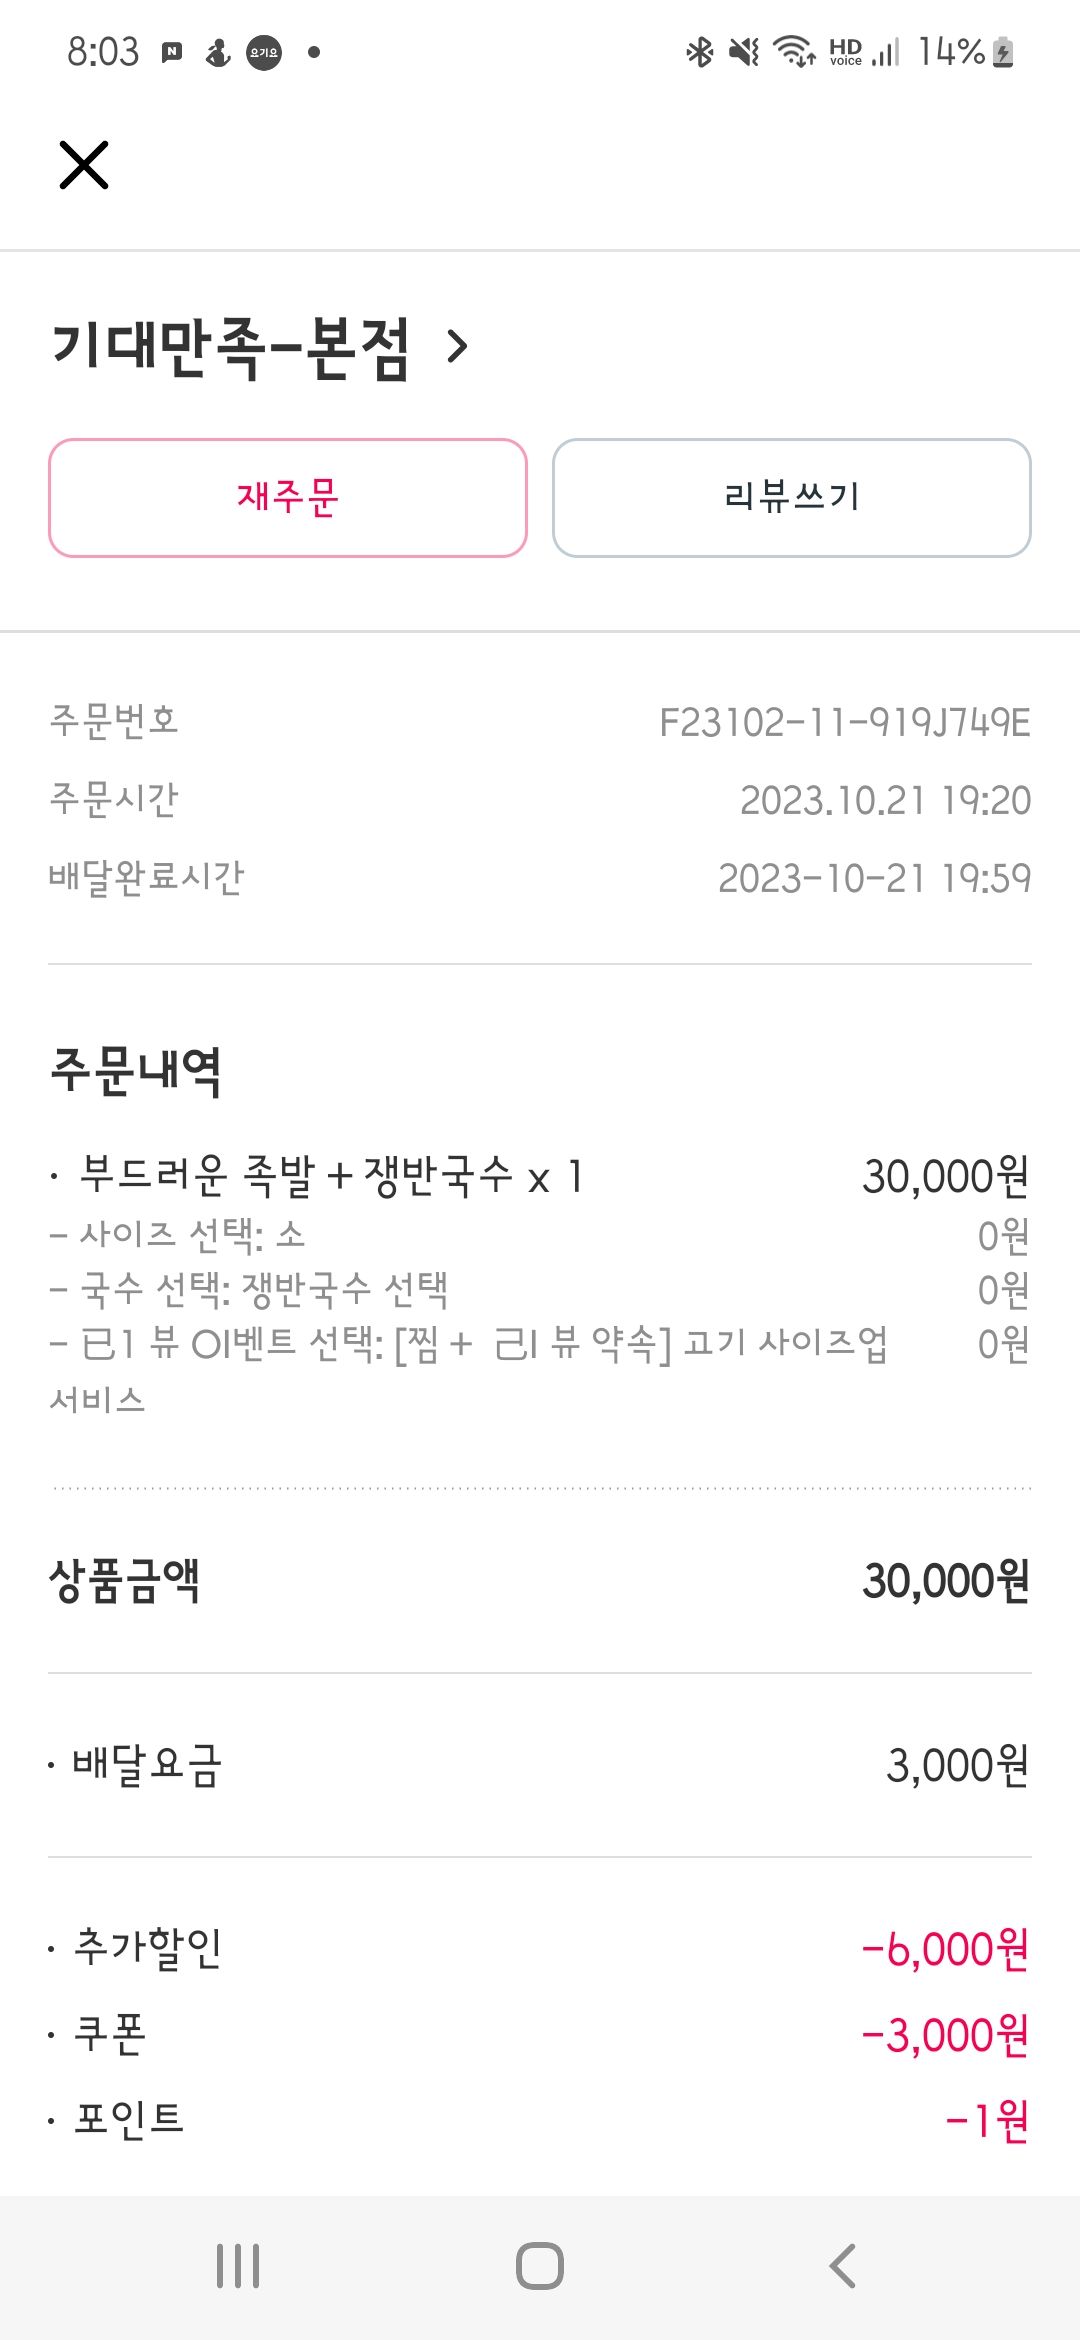 8:03 요기요 HD voice 14%
기대만족-본점
재주문 리뷰쓰기
주문번호 F23102-11-919J749E
주문시간 2023.10.21 19:20
배달완료시간 2023-10-21 19:59
주문내역
· 부드러운 족발 + 쟁반국수 x 1 30,000원
- 사이즈 선택: 소 0원
- 국수 선택: 쟁반국수 선택 0원
- 已1 뷰 OI벤트 선택: [찜 + 己I 뷰 약속] 고기 사이즈업 0원
서비스
상품금액 30,000원
· 배달요금 3,000원
· 추가할인 -6,000원
· 쿠폰 -3,000원
· 포인트 -1원